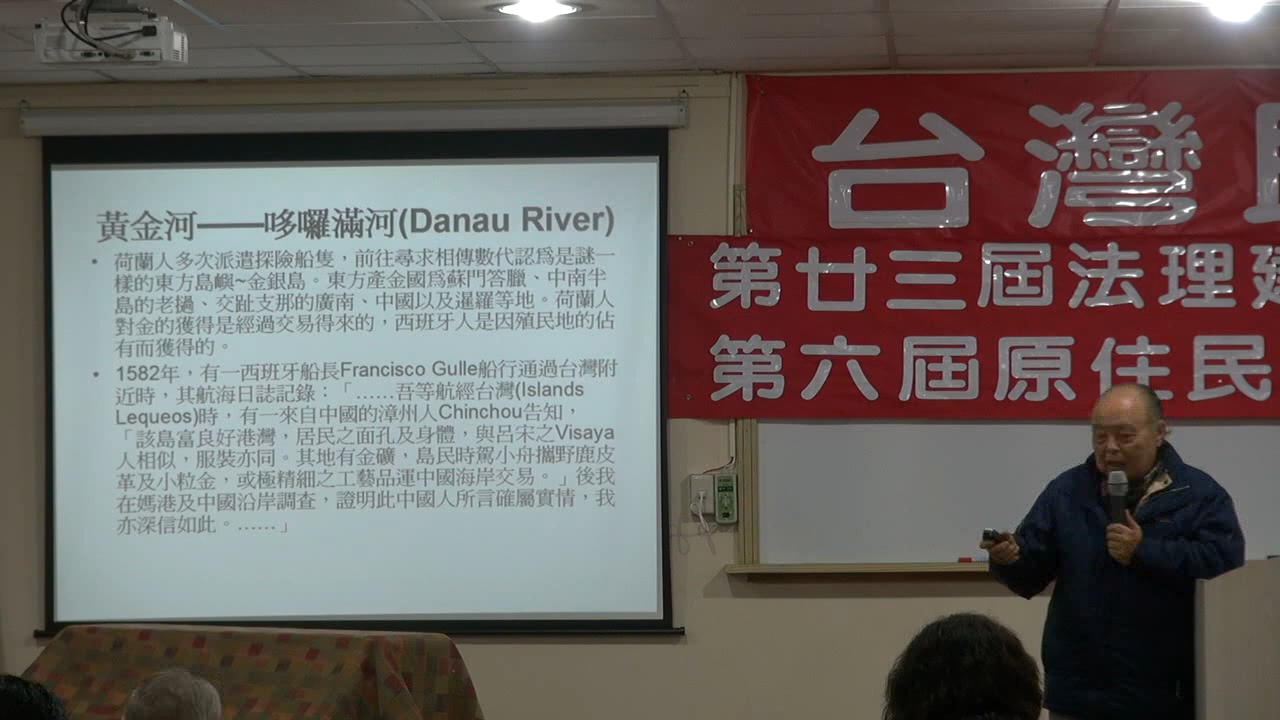 黃金河——哆囉滿河(Danau River)
• 荷蘭人多次派遣探險船隻，前往尋求相傳數代認爲是謎一
樣的東方島嶼~金銀島。東方產金國爲蘇門答臘、中南半
島的老撾、交趾支那的廣南、中國以及暹羅等地。荷蘭人
對金的獲得是經過交易得來的，西班牙人是因殖民地的佔
有而獲得的。
• 1582年，有一西班牙船長Francisco Gulle船行通過台灣附
近時，其航海日誌記錄：「……吾等航經台灣(Islands
Lequeos)時，有一來自中國的漳州人Chinchou告知，
「該島富良好港灣，居民之面孔及身體，與呂宋之Visaya
人相似，服裝亦同。其地有金礦，島民時駕小舟攜野鹿皮
革及小粒金，或極精細之工藝品運中國海岸交易。」後我
在媽港及中國沿岸調查，證明此中國人所言確屬實情，我
亦深信如此。……」
台灣
第廿三屆法理建
第六屆原住民